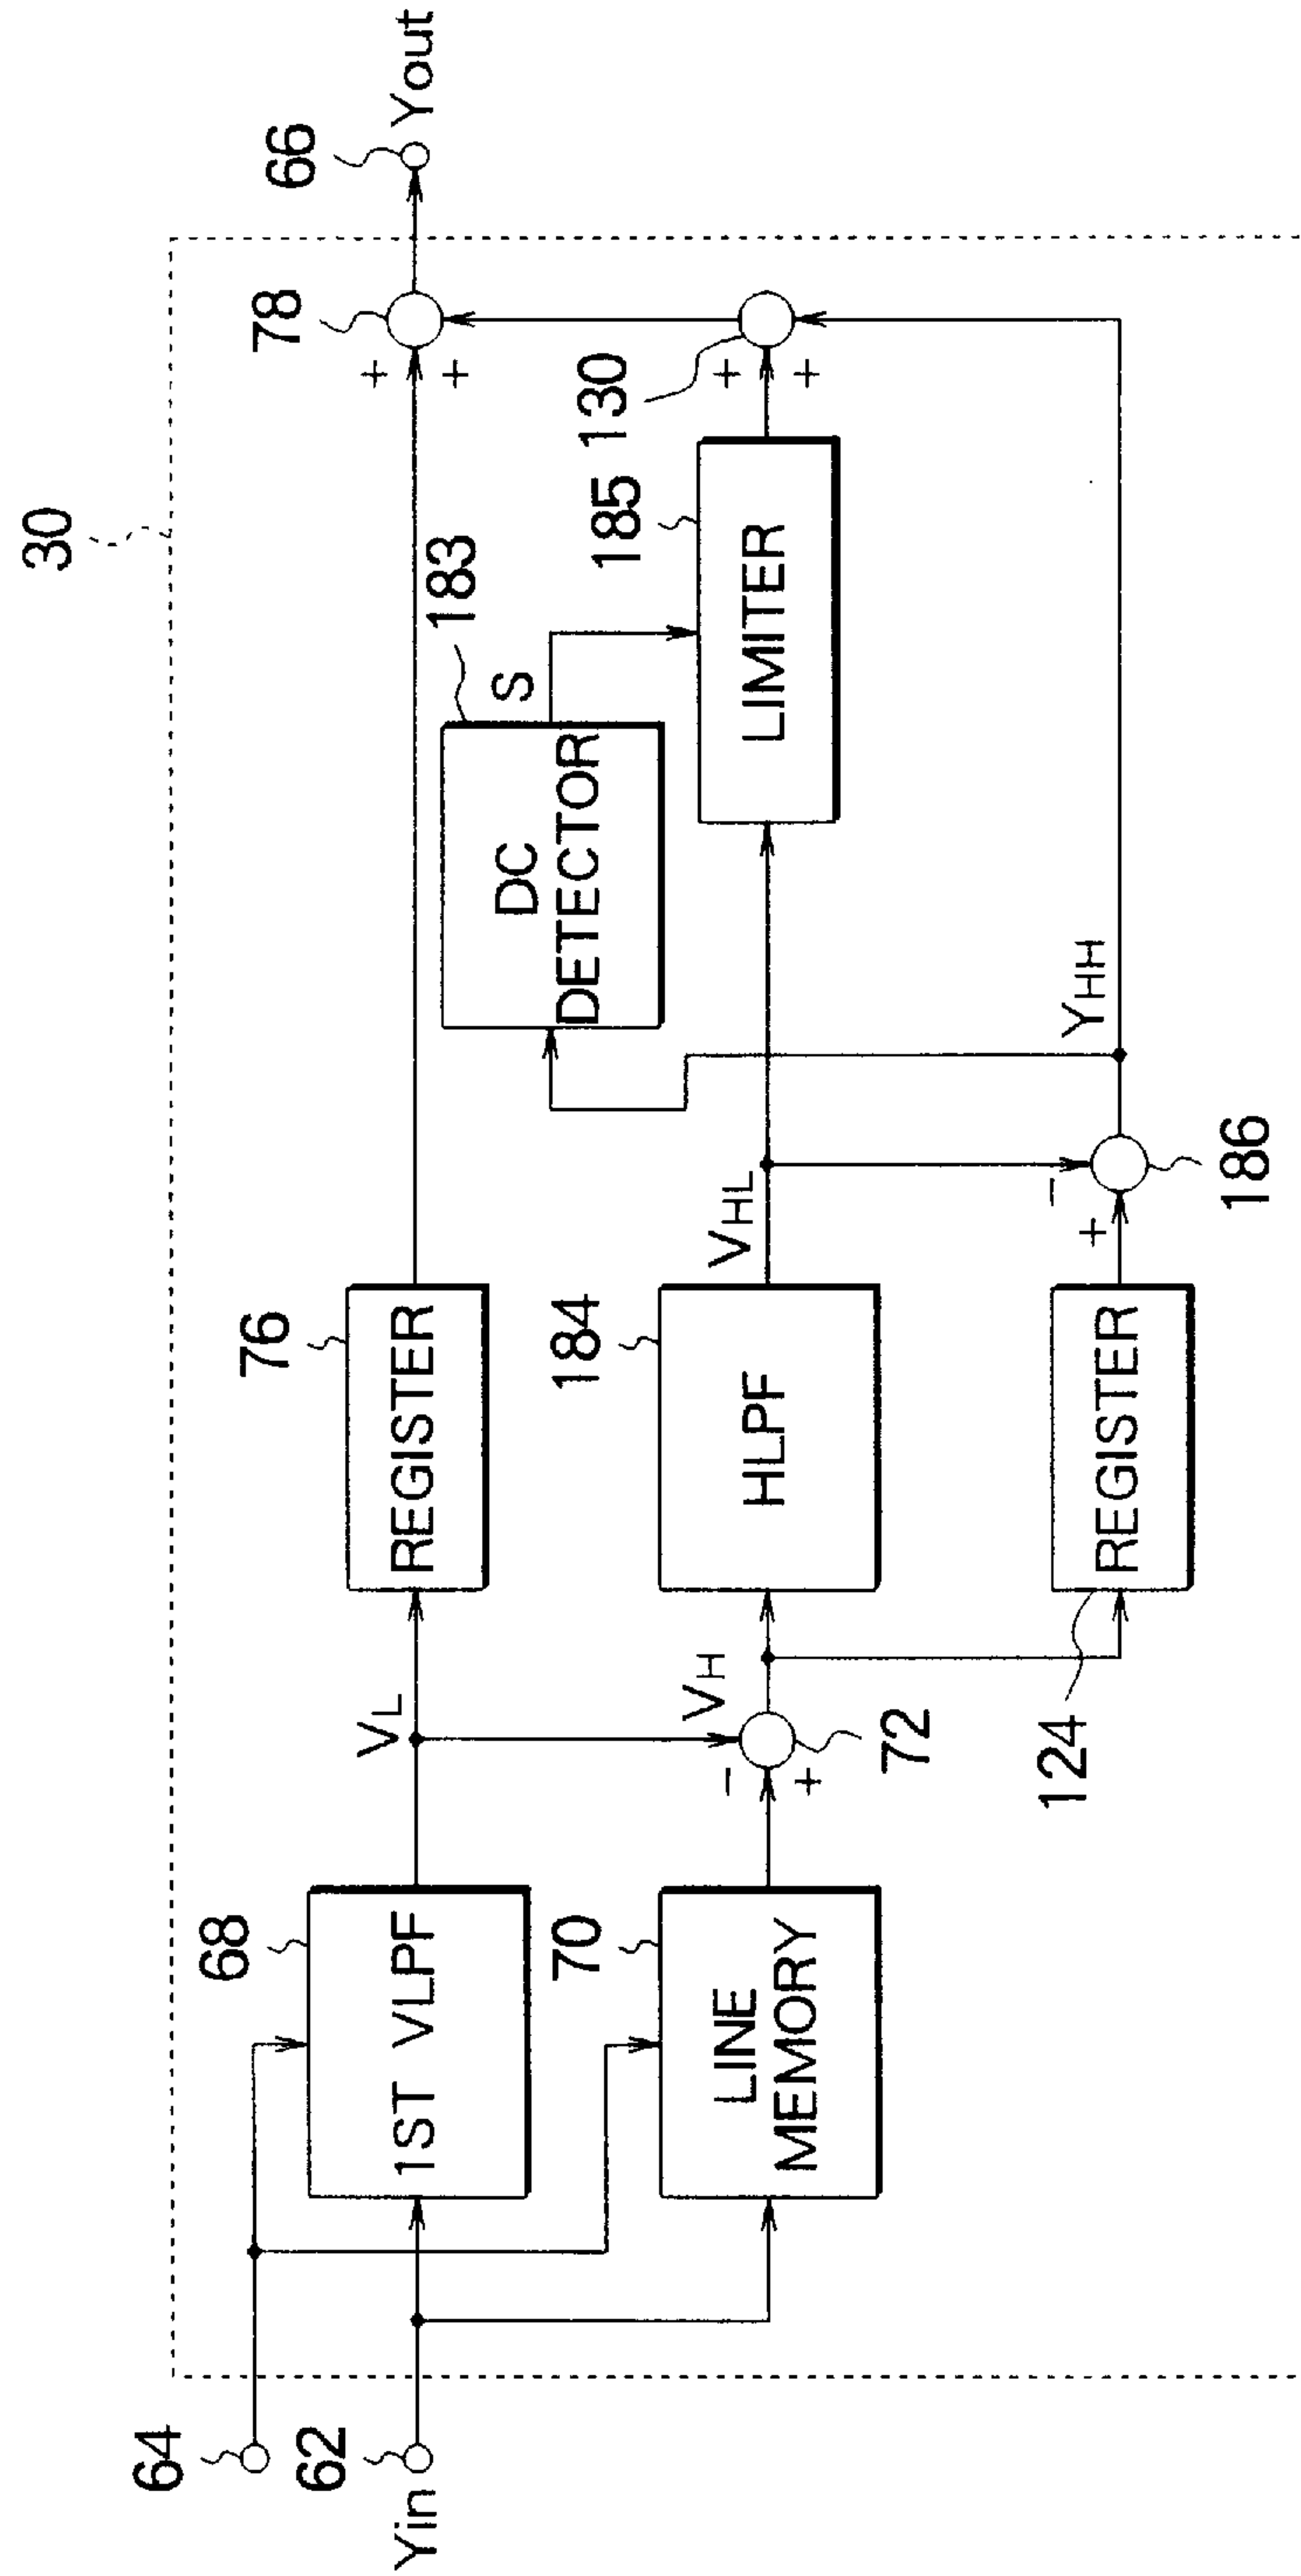 30
64
62
Yin
68
1ST VLPF
70
LINE
MEMORY
VL
VH
−
+
72
76
REGISTER
184
HLPF
124
REGISTER
VHL
−
+
186
YHH
DC
DETECTOR
183
S
185
LIMITER
130
+
+
78
+
+
66
Yout